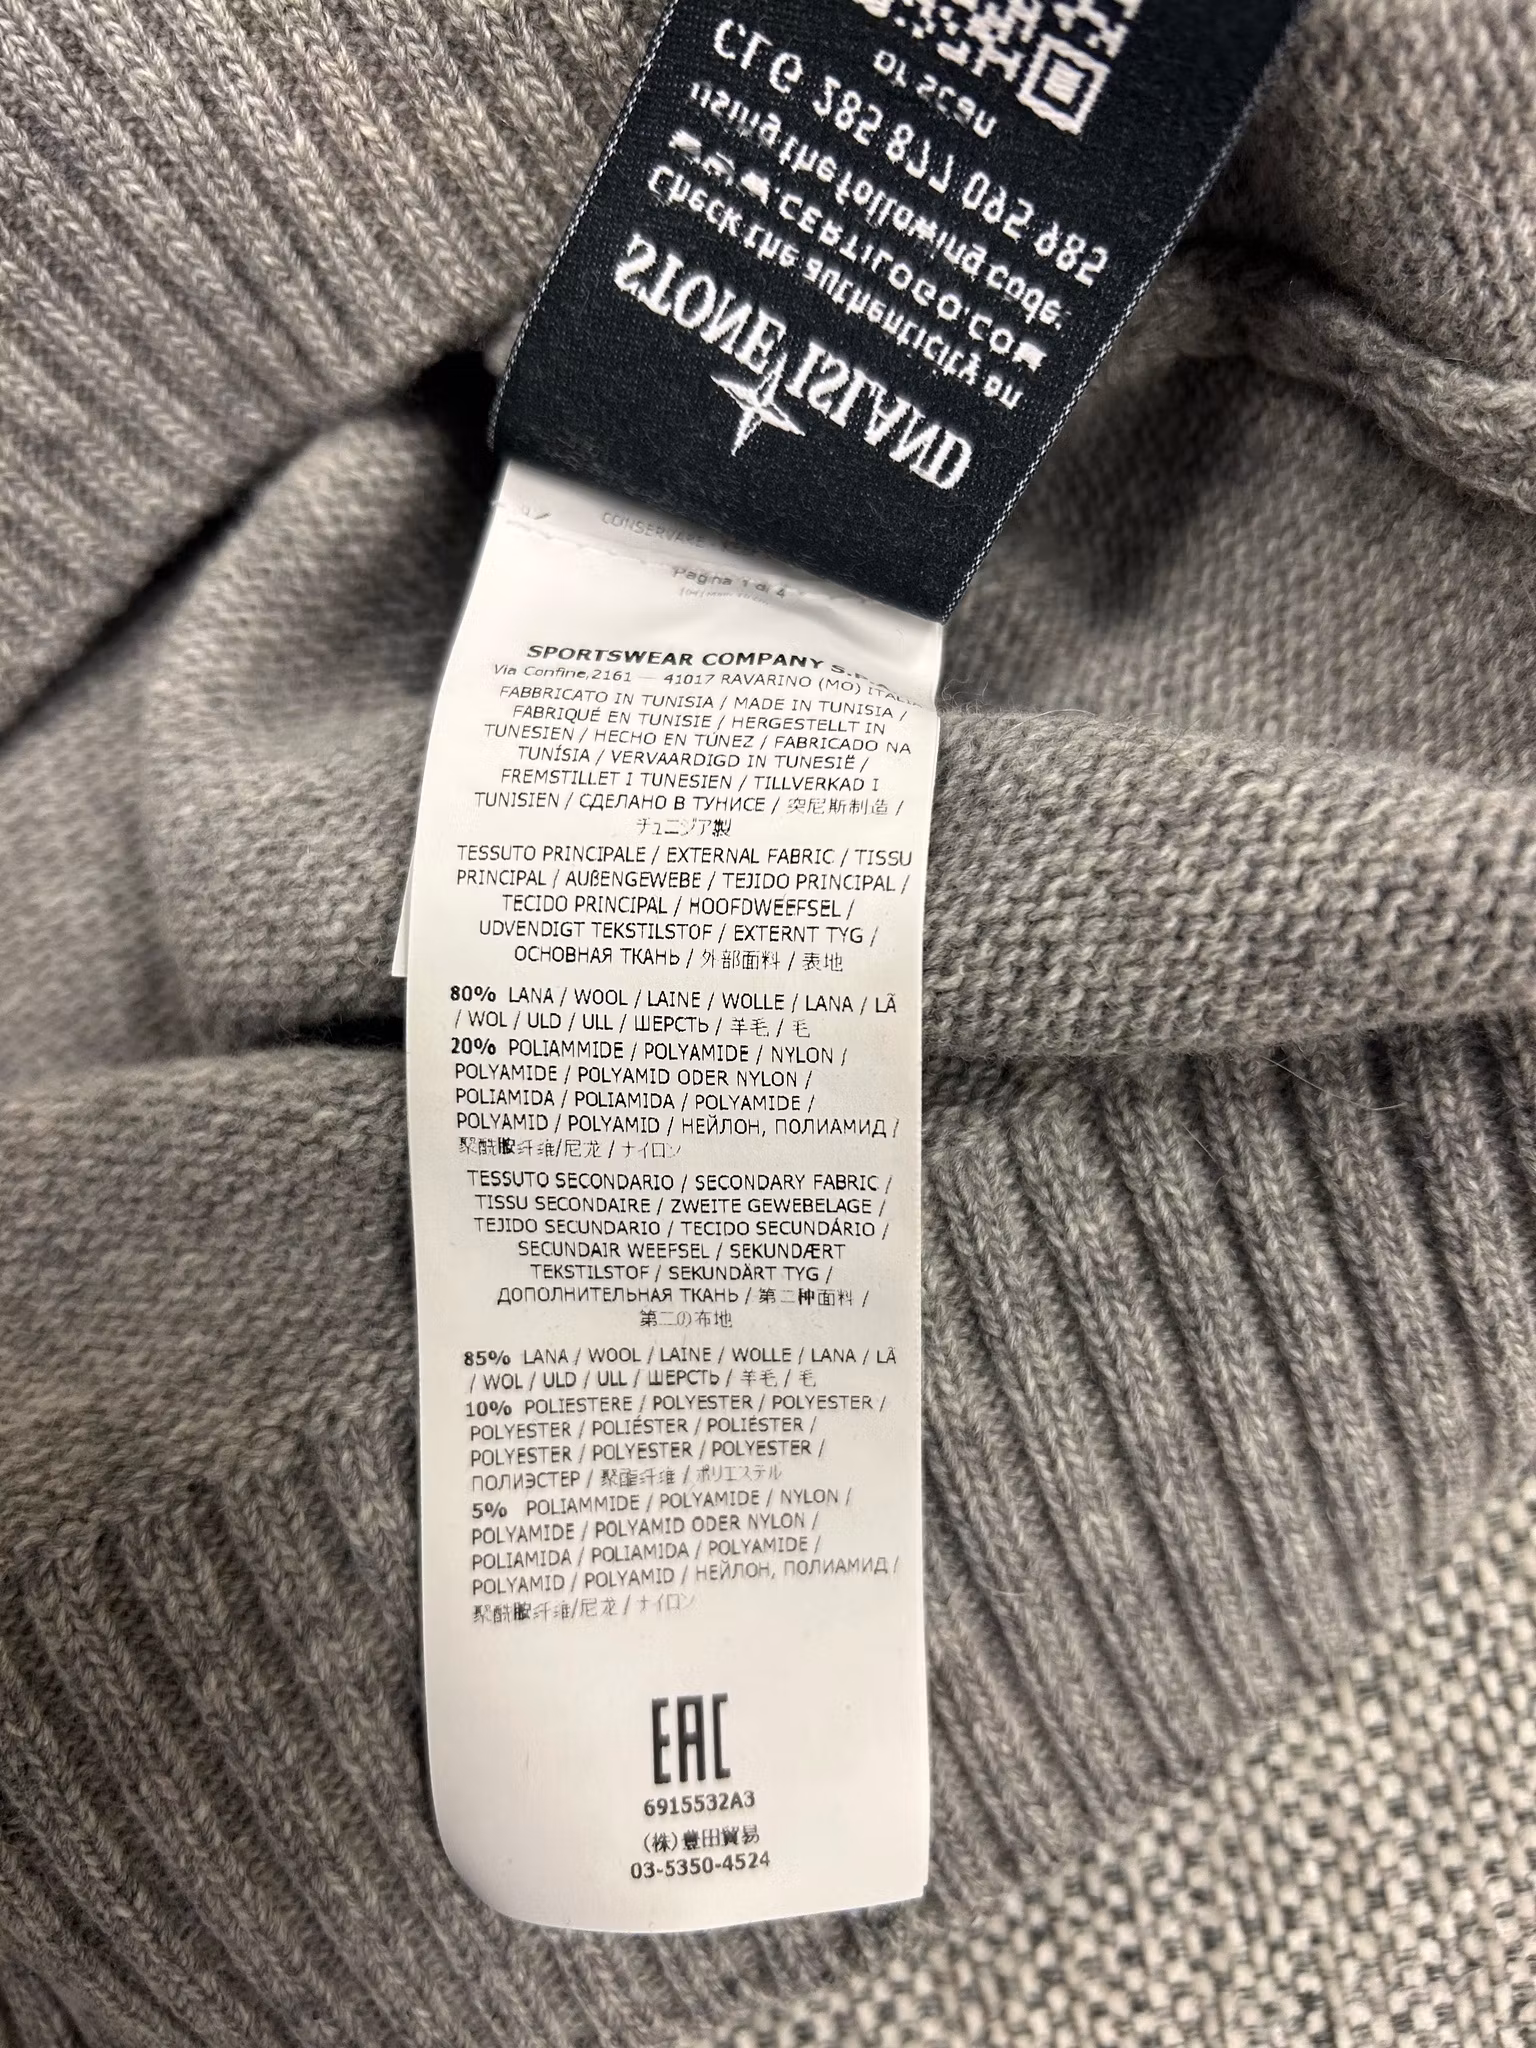 STONE ISLAND
Check the authenticity on
WWW.CERTILOGO.COM
using the following code:
CLG 285 877 095 985
or scan
Pagina 1 di 4
SPORTSWEAR COMPANY S.P.A.
Via Confine,2161 — 41017 RAVARINO (MO) ITALIA
FABBRICATO IN TUNISIA / MADE IN TUNISIA /
FABRIQUÉ EN TUNISIE / HERGESTELLT IN
TUNESIEN / HECHO EN TÚNEZ / FABRICADO NA
TUNÍSIA / VERVAARDIGD IN TUNESIË /
FREMSTILLET I TUNESIEN / TILLVERKAD I
TUNISIEN / СДЕЛАНО В ТУНИСЕ / 突尼斯制造 /
チュニジア製
TESSUTO PRINCIPALE / EXTERNAL FABRIC / TISSU
PRINCIPAL / AUßENGEWEBE / TEJIDO PRINCIPAL /
TECIDO PRINCIPAL / HOOFDWEEFSEL /
UDVENDIGT TEKSTILSTOF / EXTERNT TYG /
ОСНОВНАЯ ТКАНЬ / 外部面料 / 表地
80% LANA / WOOL / LAINE / WOLLE / LANA / LÃ
/ WOL / ULD / ULL / ШЕРСТЬ / 羊毛 / 毛
20% POLIAMMIDE / POLYAMIDE / NYLON /
POLYAMIDE / POLYAMID ODER NYLON /
POLIAMIDA / POLIAMIDA / POLYAMIDE /
POLYAMID / POLYAMID / НЕЙЛОН, ПОЛИАМИД /
聚酰胺纤维/尼龙 / ナイロン
TESSUTO SECONDARIO / SECONDARY FABRIC /
TISSU SECONDAIRE / ZWEITE GEWEBELAGE /
TEJIDO SECUNDARIO / TECIDO SECUNDÁRIO /
SECUNDAIR WEEFSEL / SEKUNDÆRT
TEKSTILSTOF / SEKUNDÄRT TYG /
ДОПОЛНИТЕЛЬНАЯ ТКАНЬ / 第二种面料 /
第二の布地
85% LANA / WOOL / LAINE / WOLLE / LANA / LÃ
/ WOL / ULD / ULL / ШЕРСТЬ / 羊毛 / 毛
10% POLIESTERE / POLYESTER / POLYESTER /
POLYESTER / POLIÉSTER / POLIÉSTER /
POLYESTER / POLYESTER / POLYESTER /
ПОЛИЭСТЕР / 聚酯纤维 / ポリエステル
5% POLIAMMIDE / POLYAMIDE / NYLON /
POLYAMIDE / POLYAMID ODER NYLON /
POLIAMIDA / POLIAMIDA / POLYAMIDE /
POLYAMID / POLYAMID / НЕЙЛОН, ПОЛИАМИД /
聚酰胺纤维/尼龙 / ナイロン
EAC
6915532A3
(株)豊田貿易
03-5350-4524